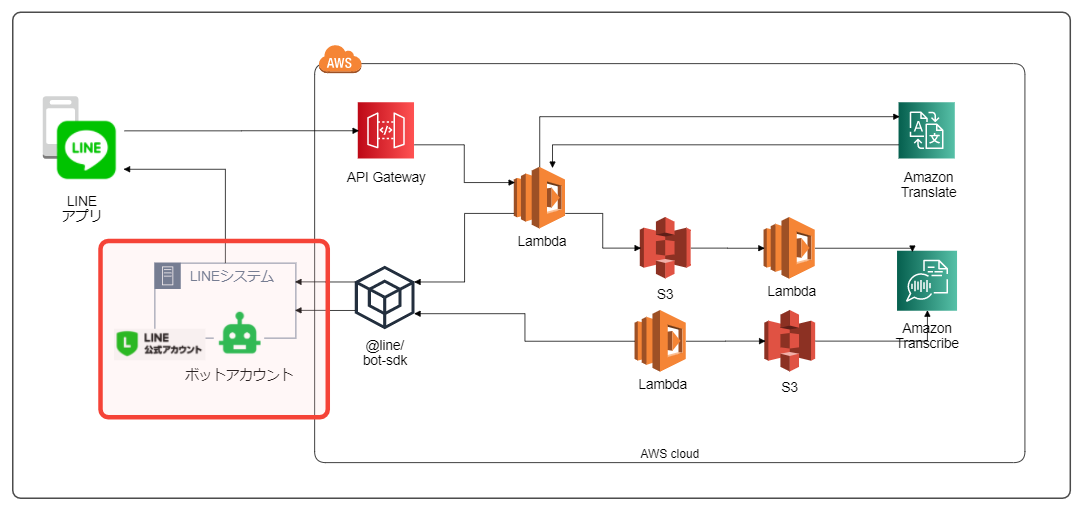 AWS
LINE
LINE
アプリ
API Gateway
Lambda
A
文
Amazon
Translate
LINEシステム
L
LINE
公式アカウント
ボットアカウント
@line/
bot-sdk
S3
Lambda
Amazon
Transcribe
Lambda
S3
AWS cloud